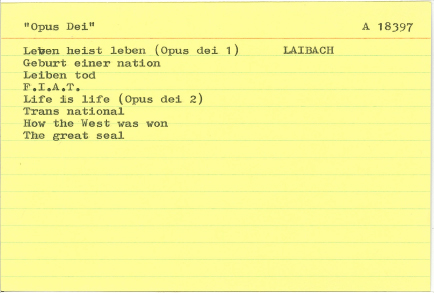 "Opus Dei" A 18397
Leben heist leben (Opus dei 1) LAIBACH
Geburt einer nation
Leiben tod
F.I.A.T.
Life is life (Opus dei 2)
Trans national
How the West was won
The great seal